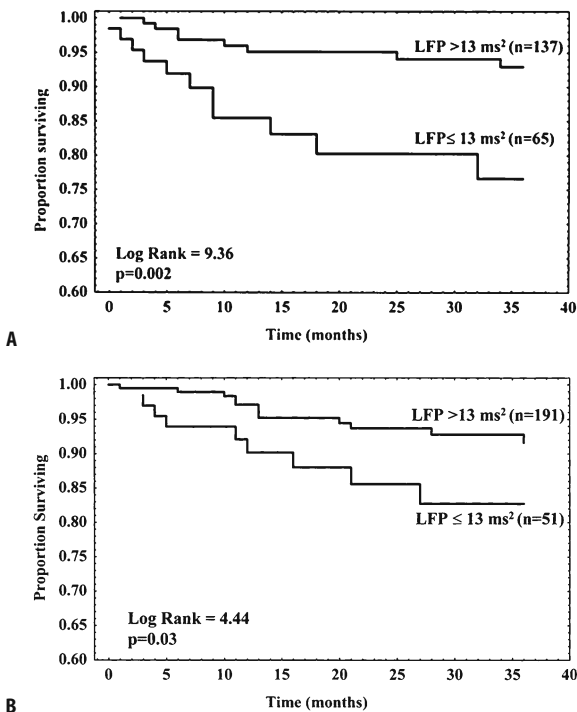 1.00
LFP >13 ms² (n=137)
0.95
0.90
0.85
LFP≤ 13 ms² (n=65)
0.80
0.75
0.70
0.65
0.60
Proportion surviving
Log Rank = 9.36
p=0.002
0 5 10 15 20 25 30 35 40
Time (months)
A
1.00
LFP >13 ms² (n=191)
0.95
0.90
0.85
LFP ≤ 13 ms² (n=51)
0.80
0.75
0.70
0.65
0.60
Proportion Surviving
Log Rank = 4.44
p=0.03
0 5 10 15 20 25 30 35 40
Time (months)
B